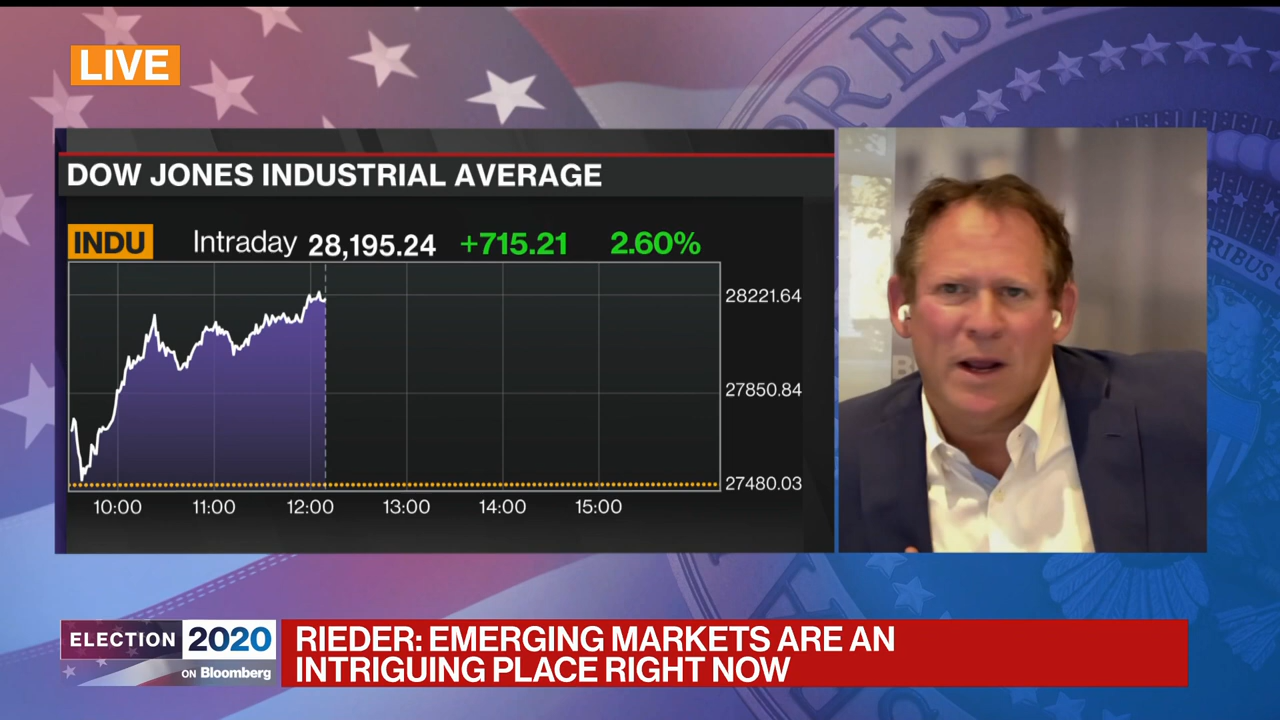 LIVE
DOW JONES INDUSTRIAL AVERAGE
INDU Intraday 28,195.24 +715.21 2.60%
28221.64
27850.84
27480.03
10:00 11:00 12:00 13:00 14:00 15:00
ELECTION 2020
ON Bloomberg
RIEDER: EMERGING MARKETS ARE AN
INTRIGUING PLACE RIGHT NOW